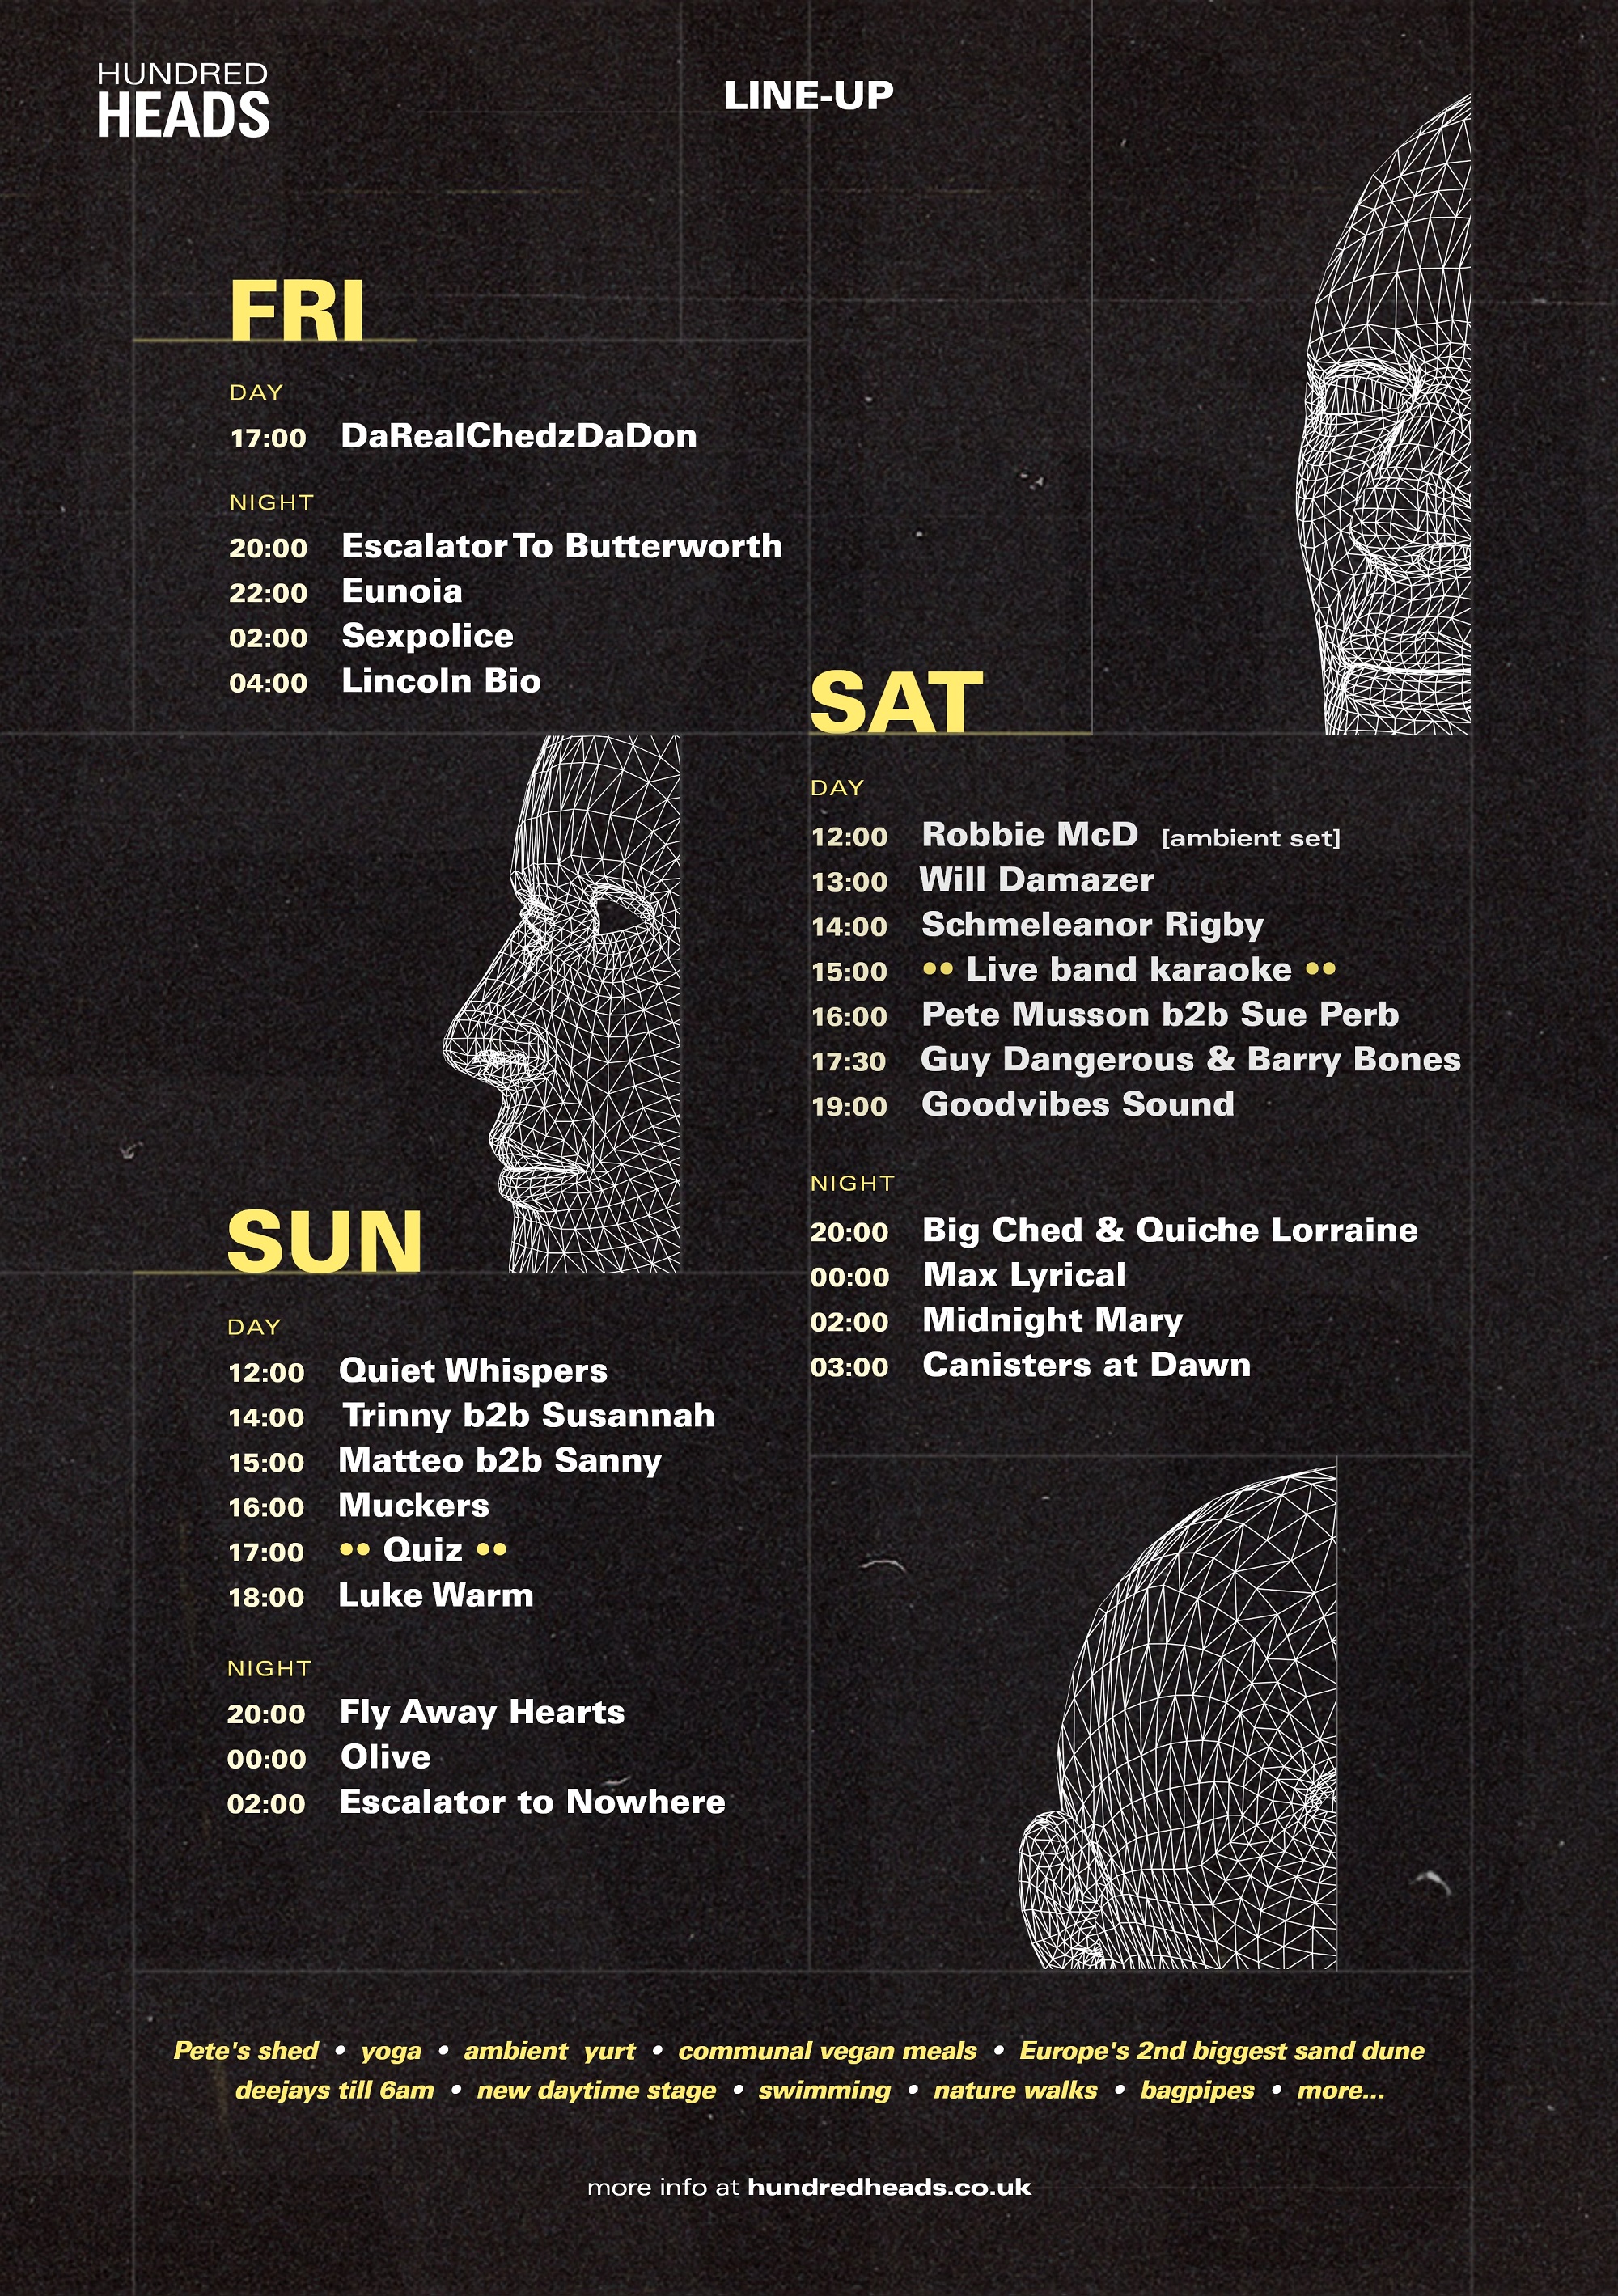 HUNDRED
HEADS
LINE-UP
FRI
DAY
17:00 DaRealChedzDaDon
NIGHT
20:00 Escalator To Butterworth
22:00 Eunoia
02:00 Sexpolice
04:00 Lincoln Bio
SAT
DAY
12:00 Robbie McD [ambient set]
13:00 Will Damazer
14:00 Schmeleanor Rigby
15:00 •• Live band karaoke ••
16:00 Pete Musson b2b Sue Perb
17:30 Guy Dangerous & Barry Bones
19:00 Goodvibes Sound
NIGHT
20:00 Big Ched & Quiche Lorraine
00:00 Max Lyrical
02:00 Midnight Mary
03:00 Canisters at Dawn
SUN
DAY
12:00 Quiet Whispers
14:00 Trinny b2b Susannah
15:00 Matteo b2b Sanny
16:00 Muckers
17:00 •• Quiz ••
18:00 Luke Warm
NIGHT
20:00 Fly Away Hearts
00:00 Olive
02:00 Escalator to Nowhere
Pete's shed • yoga • ambient yurt • communal vegan meals • Europe's 2nd biggest sand dune
deejays till 6am • new daytime stage • swimming • nature walks • bagpipes • more...
more info at hundredheads.co.uk